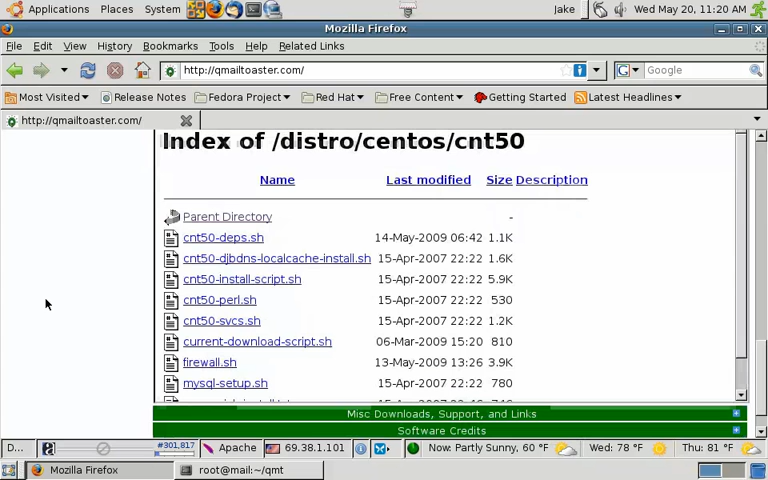 Applications Places System Jake Wed May 20, 11:20 AM
Mozilla Firefox
File Edit View History Bookmarks Tools Help Related Links
http://qmailtoaster.com/ Google
Most Visited Release Notes Fedora Project Red Hat Free Content Getting Started Latest Headlines
http://qmailtoaster.com/
Index of /distro/centos/cnt50
Name Last modified Size Description
Parent Directory -
cnt50-deps.sh 14-May-2009 06:42 1.1K
cnt50-djbdns-localcache-install.sh 15-Apr-2007 22:22 1.6K
cnt50-install-script.sh 15-Apr-2007 22:22 5.9K
cnt50-perl.sh 15-Apr-2007 22:22 530
cnt50-svcs.sh 15-Apr-2007 22:22 1.2K
current-download-script.sh 06-Mar-2009 15:20 810
firewall.sh 13-May-2009 13:26 3.9K
mysql-setup.sh 15-Apr-2007 22:22 780
Misc Downloads, Support, and Links
Software Credits
D... #301,817 Apache 69.38.1.101 Now: Partly Sunny, 60 °F Wed: 78 °F Thu: 81 °F
Mozilla Firefox root@mail:~/qmt